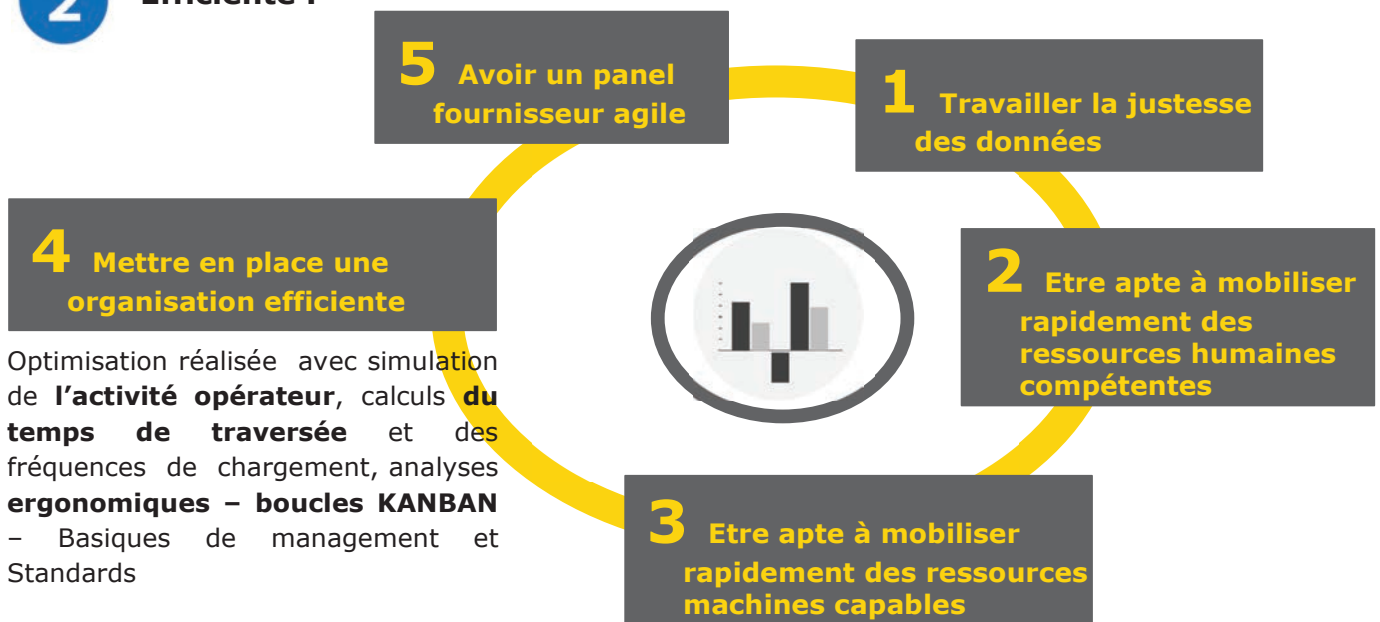 2
Efficiente :
5 Avoir un panel
fournisseur agile
1 Travailler la justesse
des données
4 Mettre en place une
organisation efficiente
2 Etre apte à mobiliser
rapidement des
ressources humaines
compétentes
Optimisation réalisée avec simulation
de l’activité opérateur, calculs du
temps de traversée et des
fréquences de chargement, analyses
ergonomiques – boucles KANBAN
– Basiques de management et
Standards
3 Etre apte à mobiliser
rapidement des ressources
machines capables